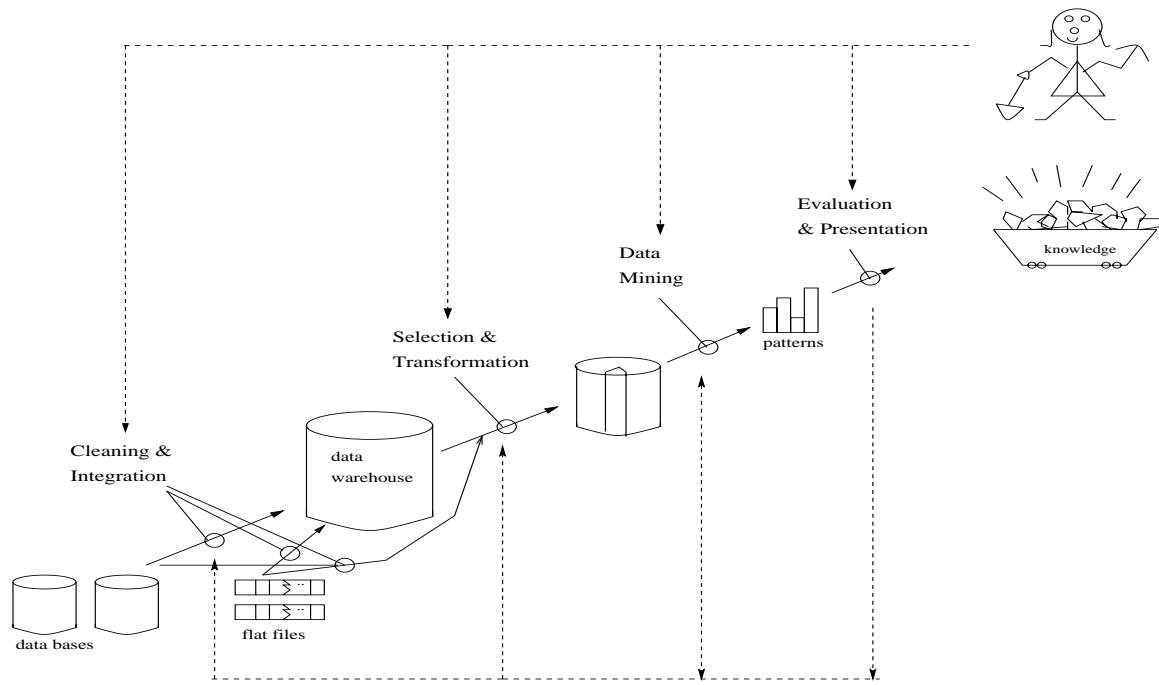 Evaluation
& Presentation
knowledge
Data
Mining
Selection &
Transformation
patterns
Cleaning &
Integration
data
warehouse
data bases
flat files